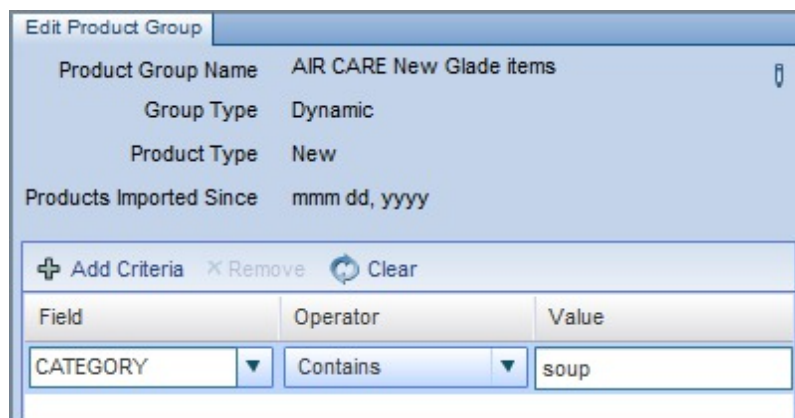 Edit Product Group
Product Group Name AIR CARE New Glade items
Group Type Dynamic
Product Type New
Products Imported Since mmm dd, yyyy
Add Criteria Remove Clear
Field Operator Value
CATEGORY Contains soup